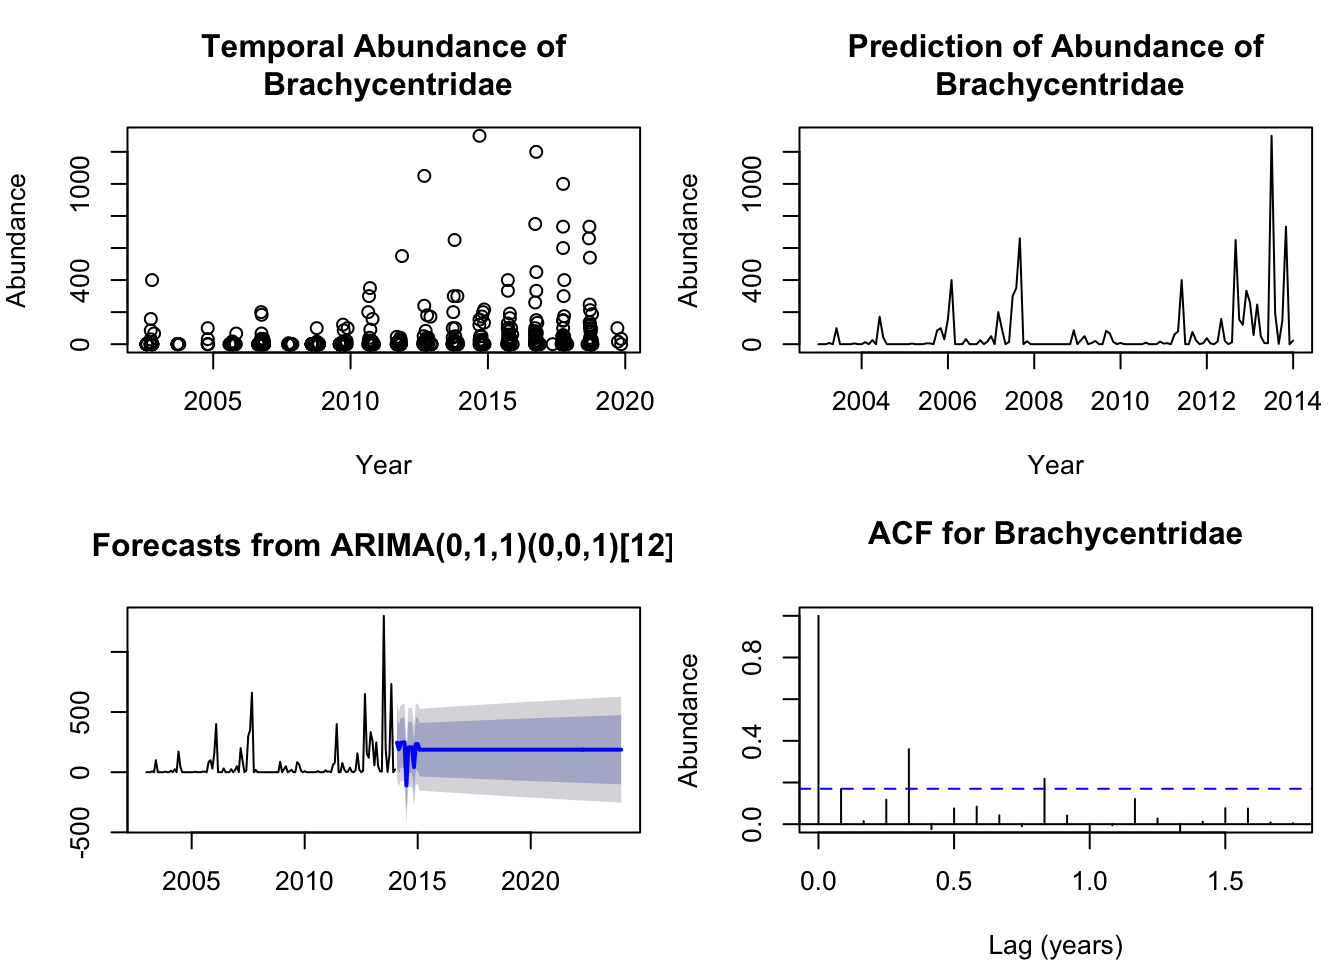 Temporal Abundance of
Brachycentridae
Abundance
0
400
1000
2005
2010
2015
2020
Year
Prediction of Abundance of
Brachycentridae
Abundance
0
400
1000
2004
2006
2008
2010
2012
2014
Year
Forecasts from ARIMA(0,1,1)(0,0,1)[12]
-500
0
500
2005
2010
2015
2020
ACF for Brachycentridae
Abundance
0.0
0.4
0.8
0.0
0.5
1.0
1.5
Lag (years)